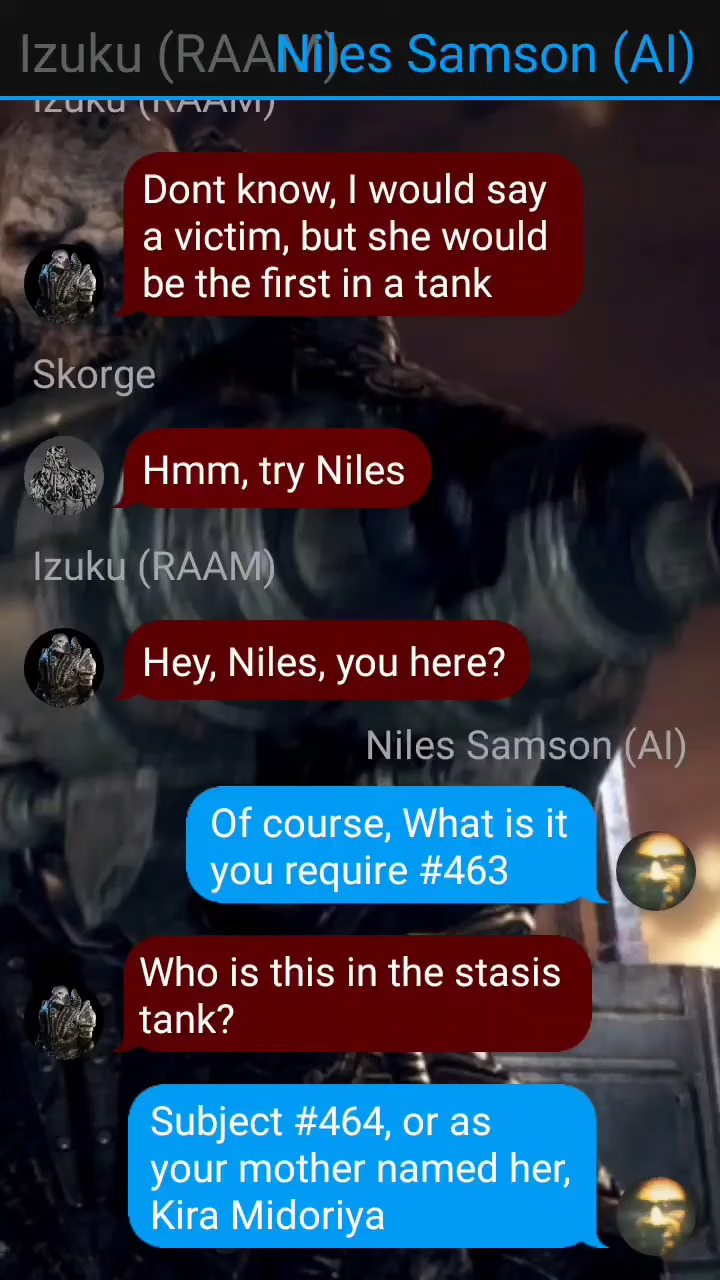 Izuku (RAAM)
Niles Samson (AI)
Izuku (RAAM)
Dont know, I would say
a victim, but she would
be the first in a tank
Skorge
Hmm, try Niles
Izuku (RAAM)
Hey, Niles, you here?
Niles Samson (AI)
Of course, What is it
you require #463
Who is this in the stasis
tank?
Subject #464, or as
your mother named her,
Kira Midoriya